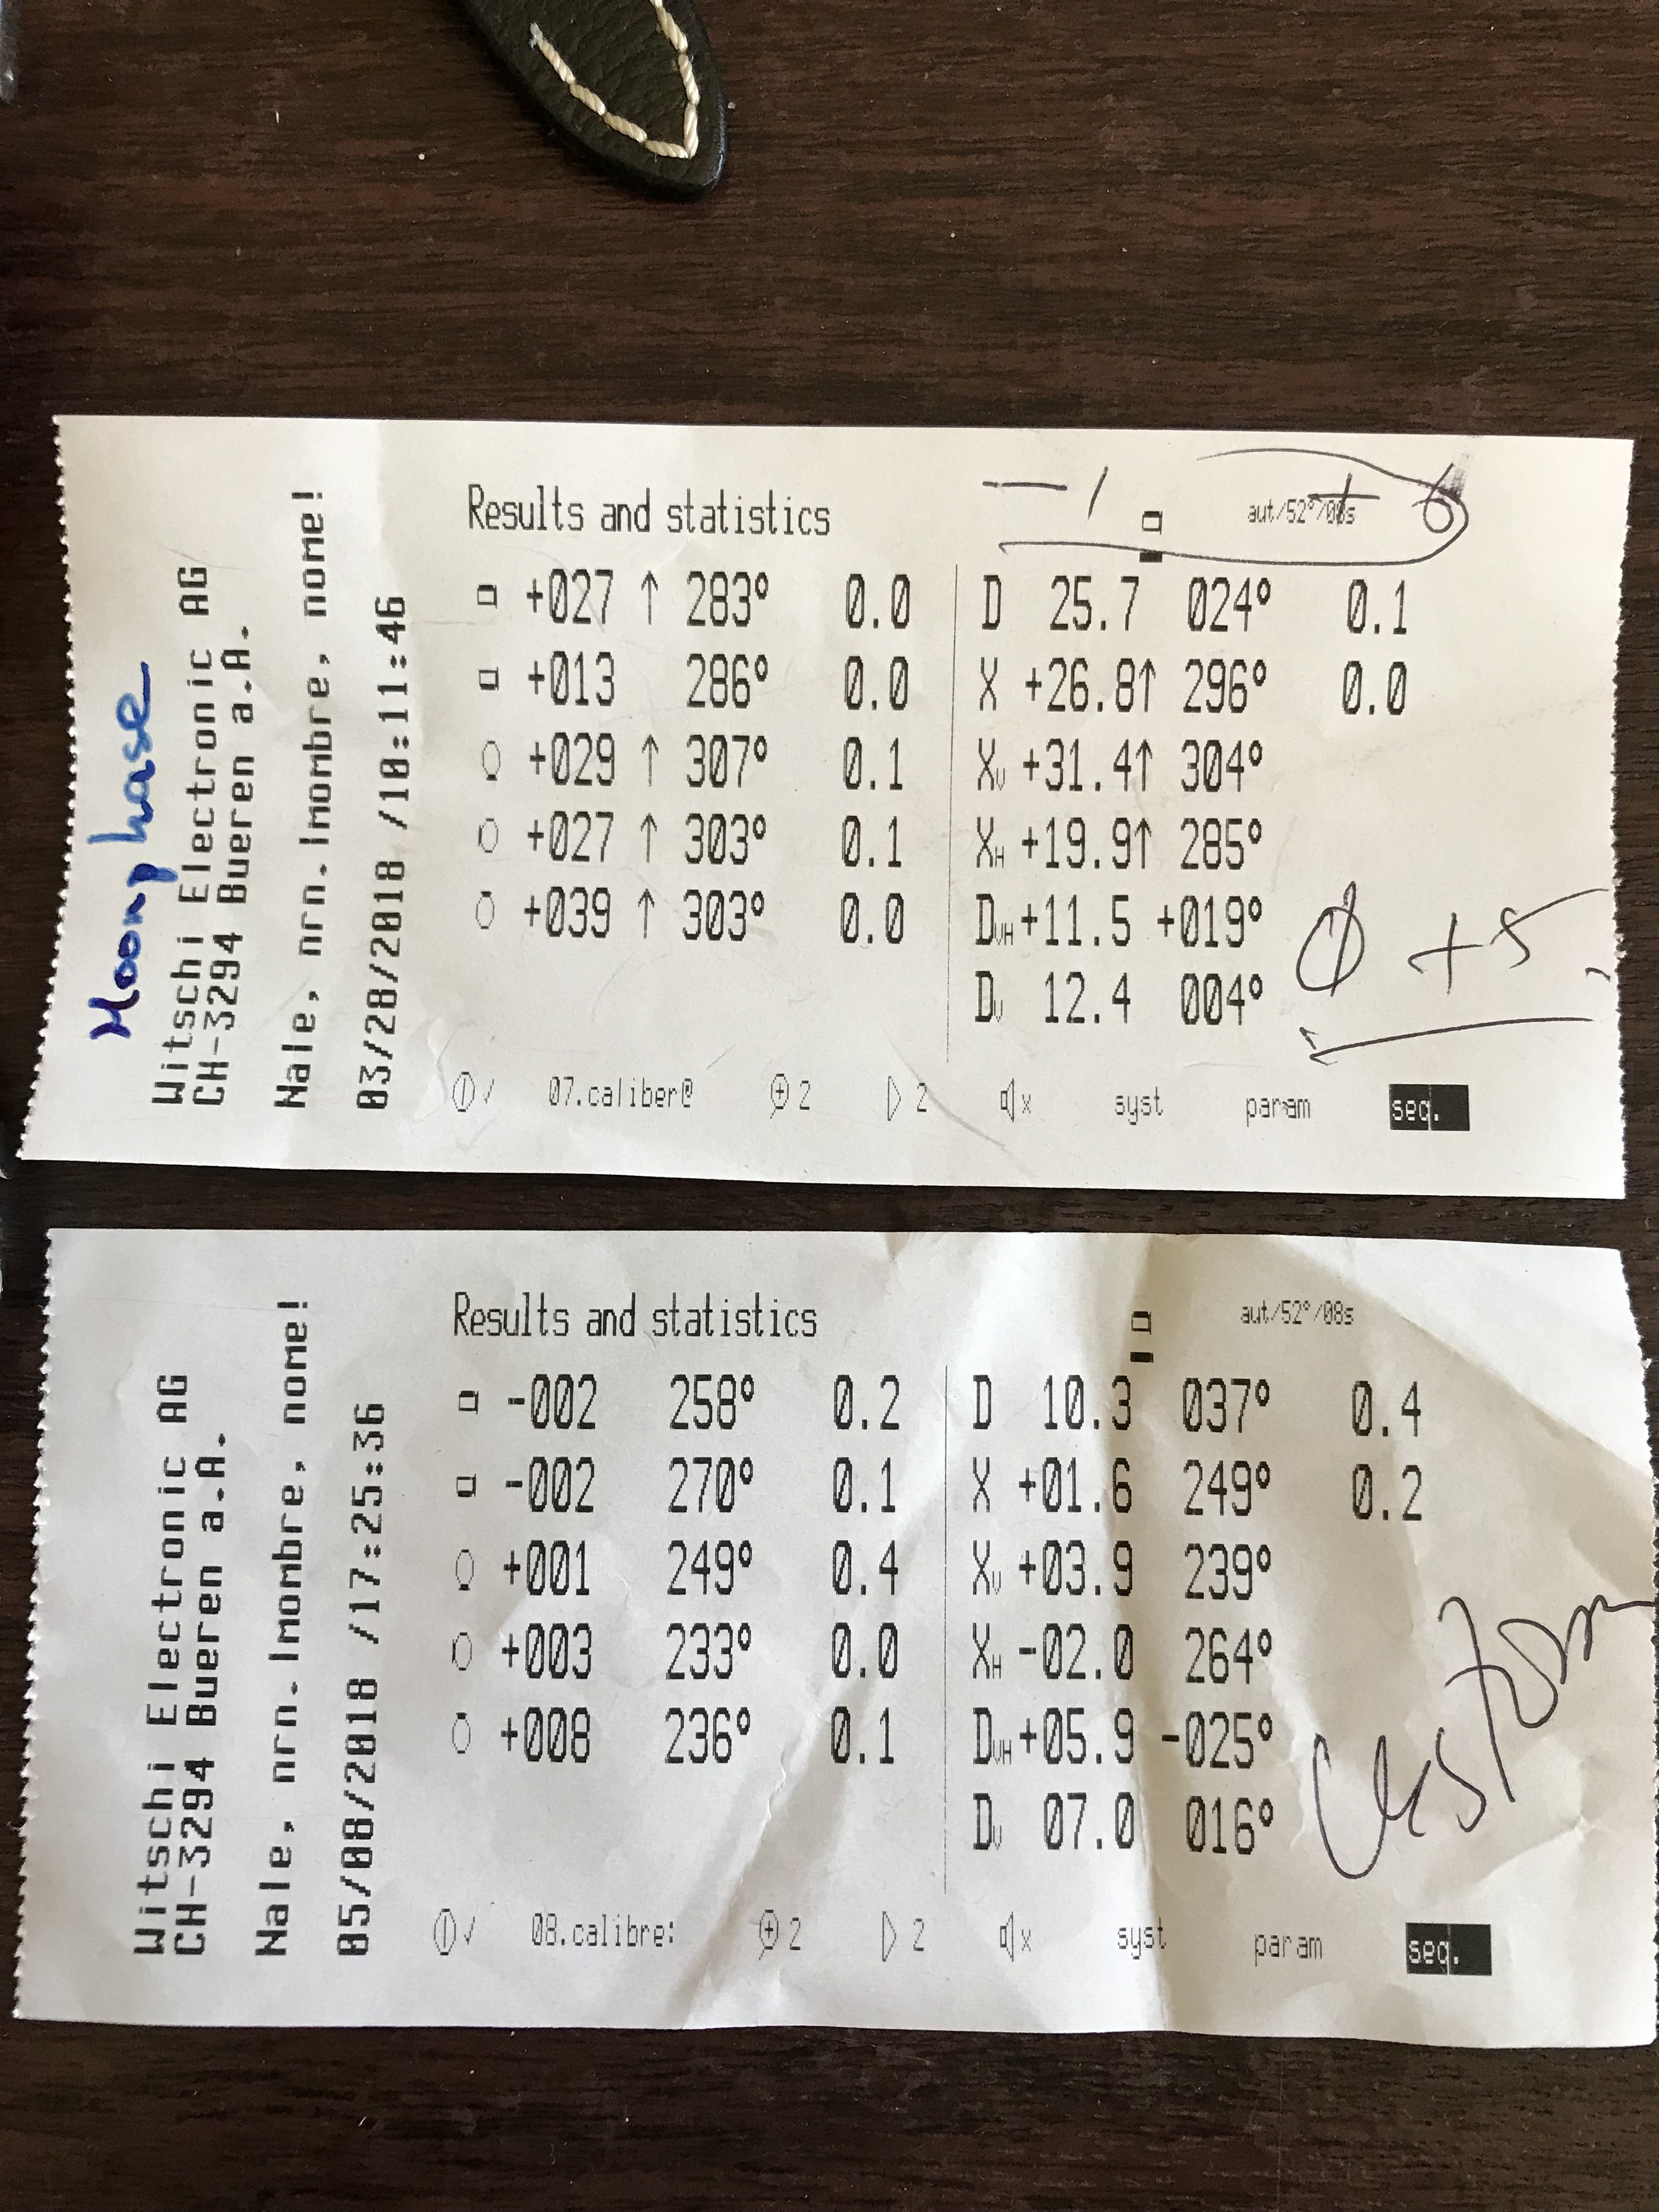 Moonphase
Witschi Electronic AG
CH-3294 Bueren a.A.
Nale, nrn.Imombre, nome!
03/28/2018 /10:11:46
Results and statistics
-1 +6
aut/52°/08s
+027 ↑ 283° 0.0
+013 286° 0.0
+029 ↑ 307° 0.1
+027 ↑ 303° 0.1
+039 ↑ 303° 0.0
D 25.7 024° 0.1
X +26.8↑ 296° 0.0
XV +31.4↑ 304°
XH +19.9↑ 285°
DVH +11.5 +019°
DV 12.4 004°
0 +5
07.caliber@ 2 2 x syst param seq.
Witschi Electronic AG
CH-3294 Bueren a.A.
Nale, nrn.Imombre, nome!
05/08/2018 /17:25:36
Results and statistics
aut/52°/08s
-002 258° 0.2
-002 270° 0.1
+001 249° 0.4
+003 233° 0.0
+008 236° 0.1
D 10.3 037° 0.4
X +01.6 249° 0.2
XV +03.9 239°
XH -02.0 264°
DVH +05.9 -025°
DV 07.0 016°
Custom
08.calibre: 2 2 x syst param seq.